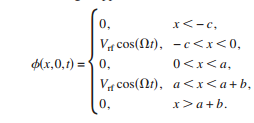 0, x < −c,
V_rf cos(Ωt), −c < x < 0,
ϕ(x,0,t) = { 0, 0 < x < a,
V_rf cos(Ωt), a < x < a + b,
0, x > a + b.